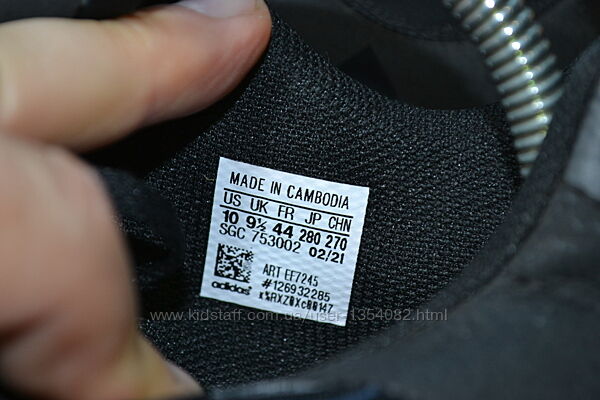 MADE IN CAMBODIA
US UK FR JP CHN
10 9½ 44 280 270
SGC 753002 02/21
ART EF7245
#126932285
adidas
www.kidstaff.com.ua/user-1354082.html